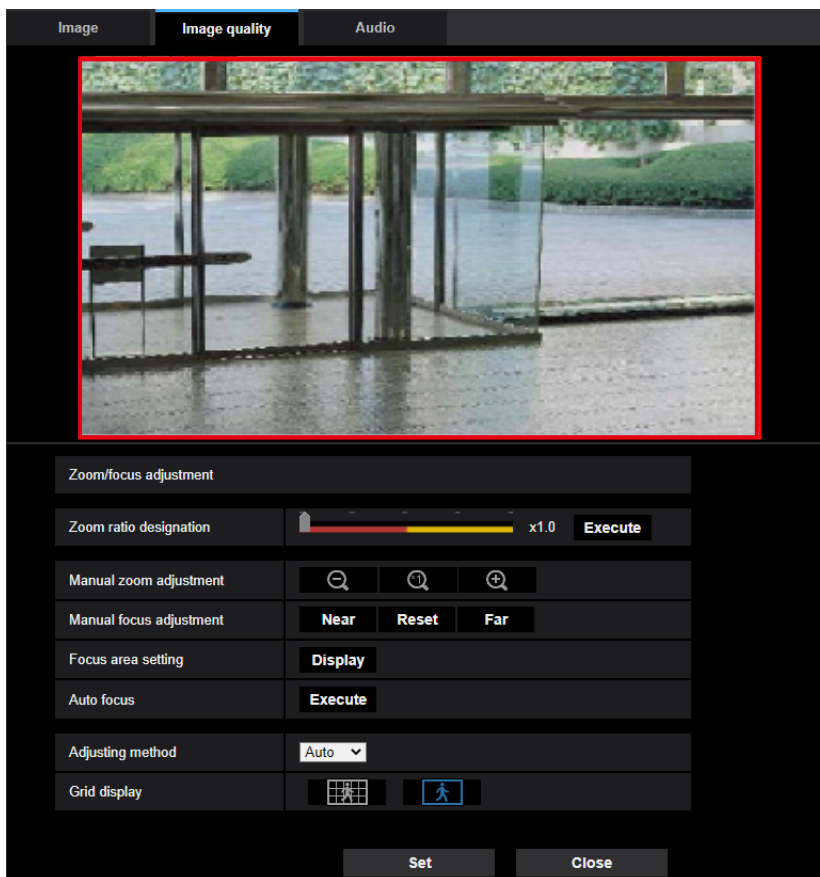 Image Image quality Audio
Zoom/focus adjustment
Zoom ratio designation x1.0 Execute
Manual zoom adjustment ×1
Manual focus adjustment Near Reset Far
Focus area setting Display
Auto focus Execute
Adjusting method Auto
Grid display
Set Close